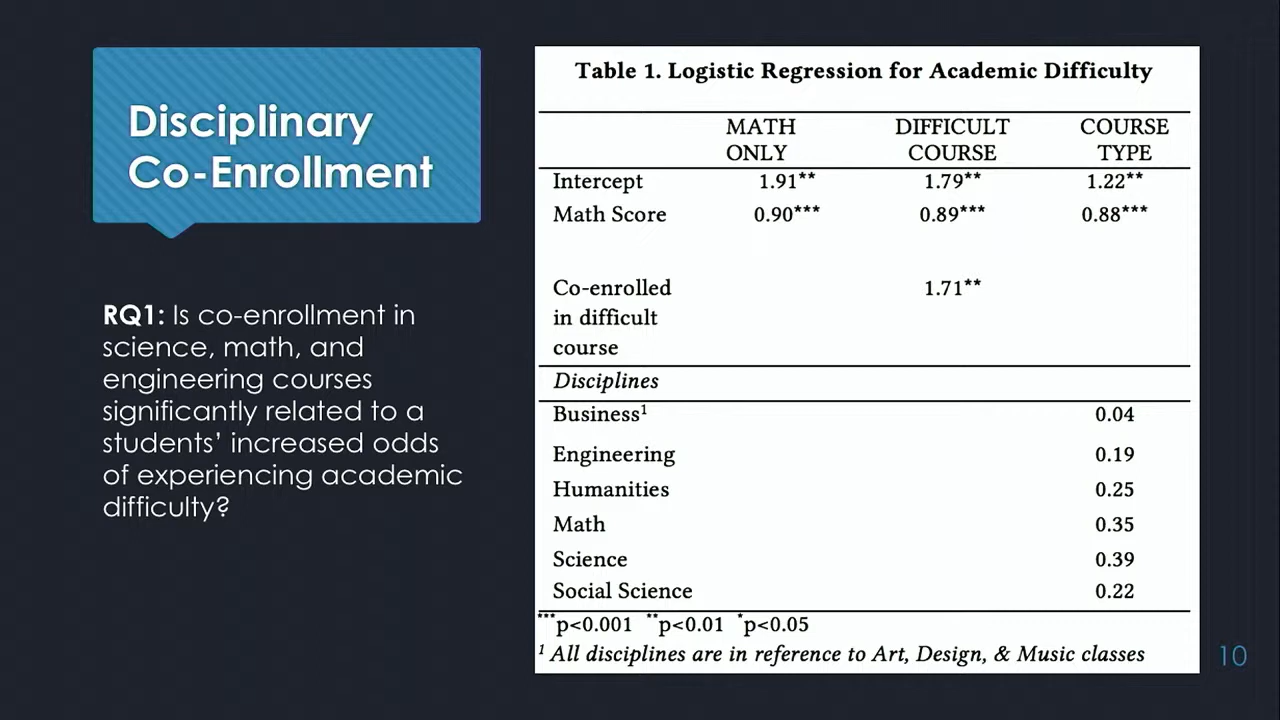 Disciplinary
Co-Enrollment
RQ1: Is co-enrollment in
science, math, and
engineering courses
significantly related to a
students’ increased odds
of experiencing academic
difficulty?
Table 1. Logistic Regression for Academic Difficulty
MATH ONLY DIFFICULT COURSE COURSE TYPE
Intercept 1.91** 1.79** 1.22**
Math Score 0.90*** 0.89*** 0.88***
Co-enrolled in difficult course 1.71**
Disciplines
Business¹ 0.04
Engineering 0.19
Humanities 0.25
Math 0.35
Science 0.39
Social Science 0.22
***p<0.001 **p<0.01 *p<0.05
¹ All disciplines are in reference to Art, Design, & Music classes
10